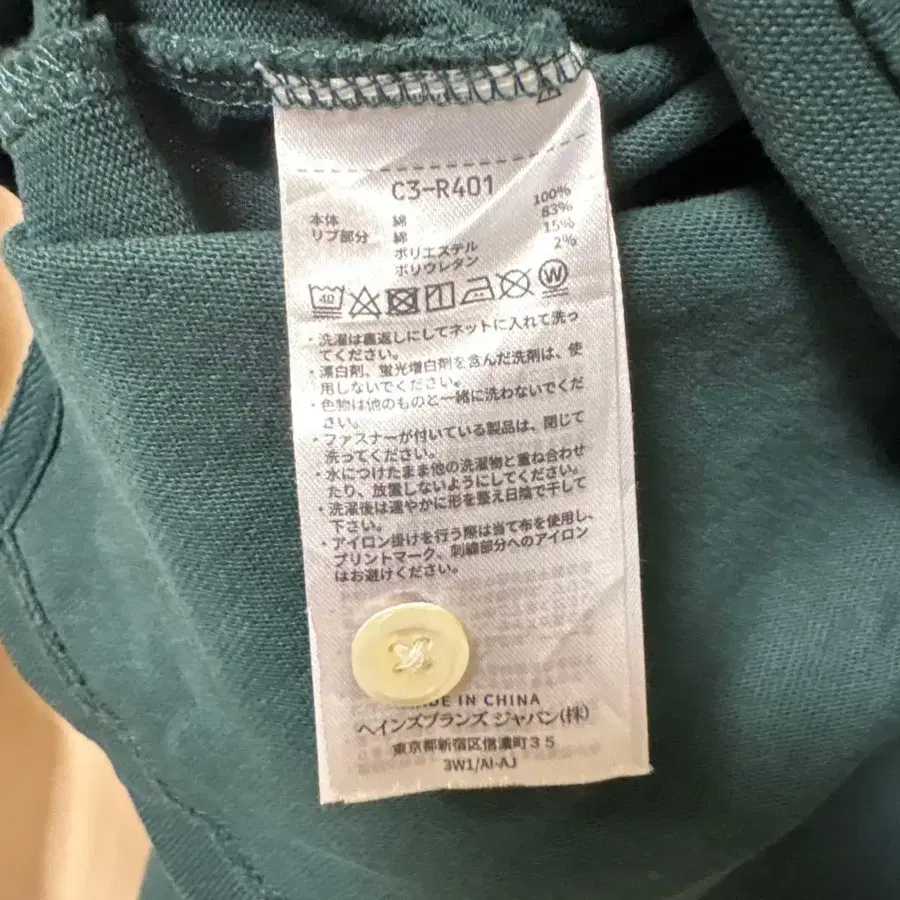 C3-R401
本体 綿 100%
リブ部分 綿 83%
ポリエステル 15%
ポリウレタン 2%
40 W
・洗濯は裏返しにしてネットに入れて洗っ
てください。
・漂白剤、蛍光増白剤を含んだ洗剤は、使
用しないでください。
・色物は他のものと一緒に洗わないでくだ
さい。
・ファスナーが付いている製品は、閉じて
洗ってください。
・水につけたまま他の洗濯物と重ね合わせ
たり、放置しないようにしてください。
・洗濯後は速やかに形を整え日陰で干して
下さい。
・アイロン掛けを行う際は当て布を使用し、
プリントマーク、刺繍部分へのアイロン
はお避けください。
MADE IN CHINA
ヘインズブランズ ジャパン(株)
東京都新宿区信濃町35
3W1/AI-AJ